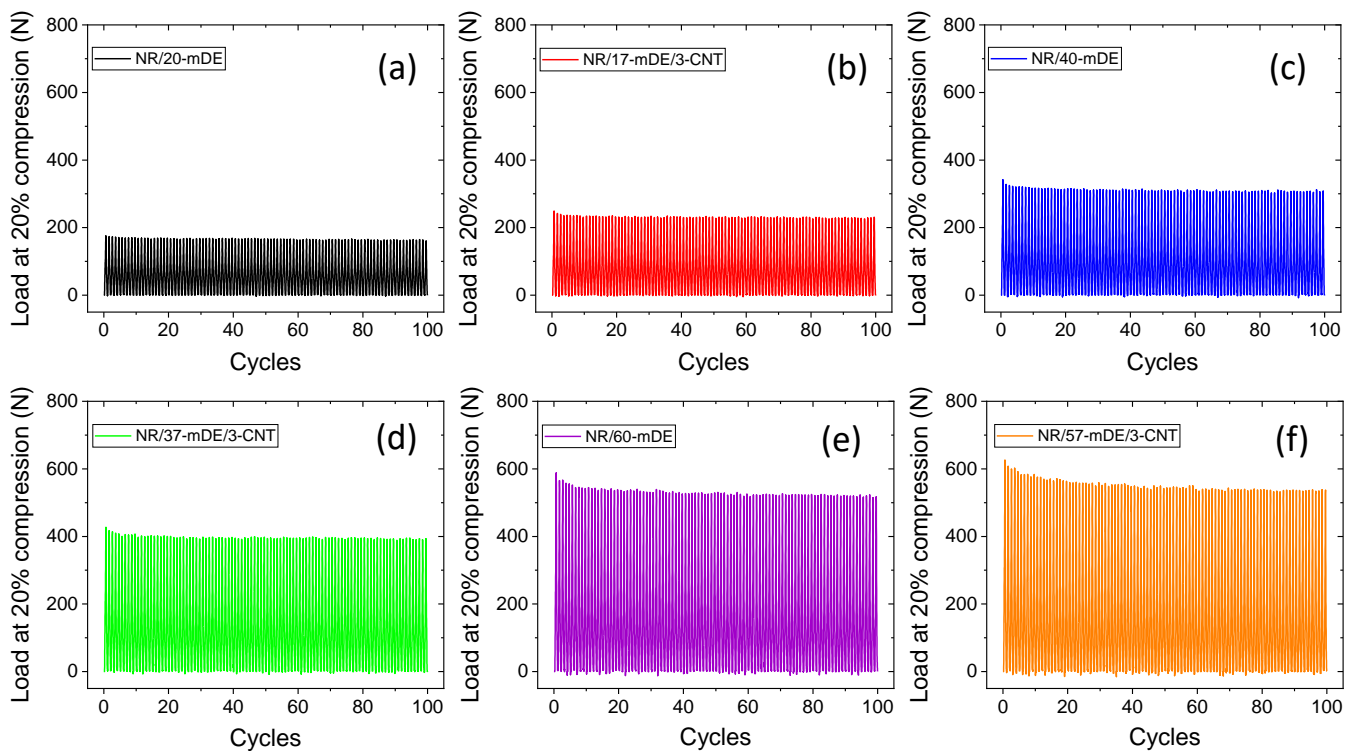 Load at 20% compression (N)
800
600
400
200
0
NR/20-mDE
(a)
0 20 40 60 80 100
Cycles
Load at 20% compression (N)
800
600
400
200
0
NR/17-mDE/3-CNT
(b)
0 20 40 60 80 100
Cycles
Load at 20% compression (N)
800
600
400
200
0
NR/40-mDE
(c)
0 20 40 60 80 100
Cycles
Load at 20% compression (N)
800
600
400
200
0
NR/37-mDE/3-CNT
(d)
0 20 40 60 80 100
Cycles
Load at 20% compression (N)
800
600
400
200
0
NR/60-mDE
(e)
0 20 40 60 80 100
Cycles
Load at 20% compression (N)
800
600
400
200
0
NR/57-mDE/3-CNT
(f)
0 20 40 60 80 100
Cycles